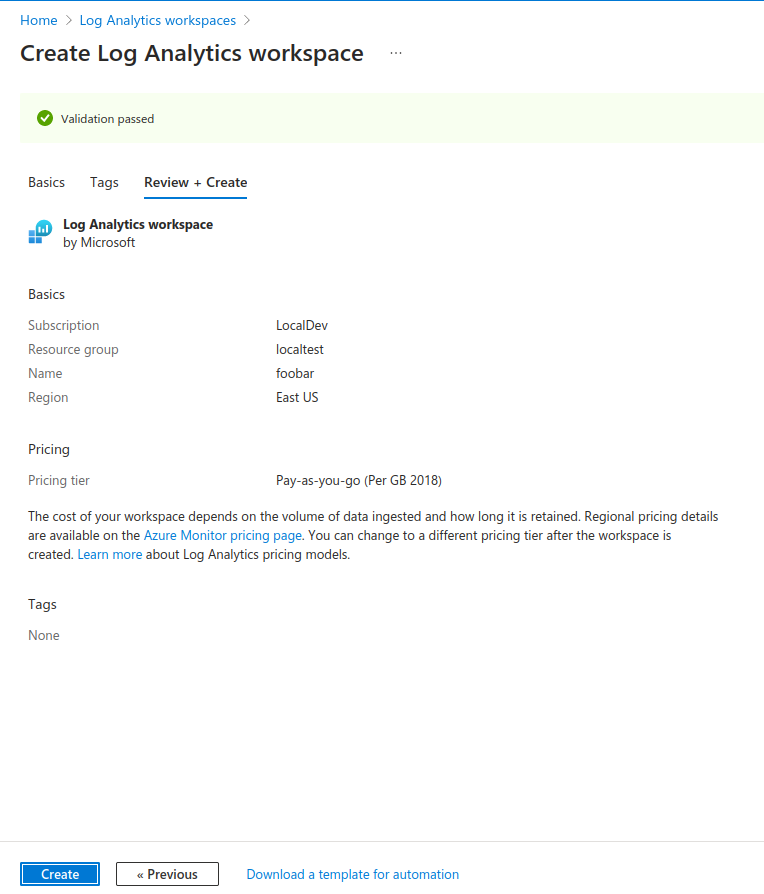 Home > Log Analytics workspaces >
Create Log Analytics workspace ...
Validation passed
Basics Tags Review + Create
Log Analytics workspace
by Microsoft
Basics
Subscription LocalDev
Resource group localtest
Name foobar
Region East US
Pricing
Pricing tier Pay-as-you-go (Per GB 2018)
The cost of your workspace depends on the volume of data ingested and how long it is retained. Regional pricing details
are available on the Azure Monitor pricing page. You can change to a different pricing tier after the workspace is
created. Learn more about Log Analytics pricing models.
Tags
None
Create « Previous Download a template for automation